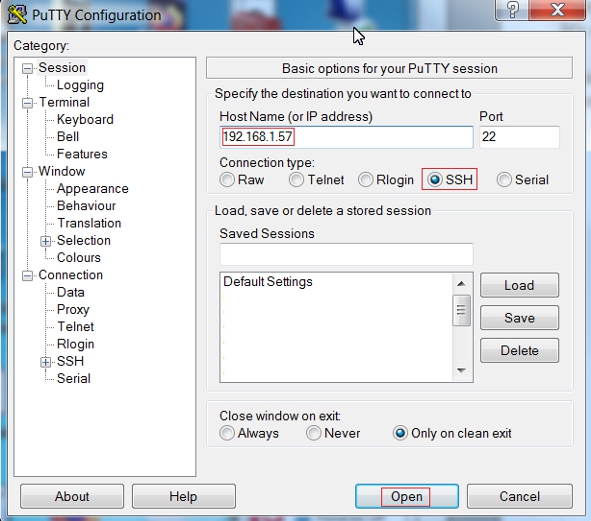 PuTTY Configuration
Category:
Session
Logging
Terminal
Keyboard
Bell
Features
Window
Appearance
Behaviour
Translation
Selection
Colours
Connection
Data
Proxy
Telnet
Rlogin
SSH
Serial
Basic options for your PuTTY session
Specify the destination you want to connect to
Host Name (or IP address) Port
192.168.1.57 22
Connection type:
Raw Telnet Rlogin SSH Serial
Load, save or delete a stored session
Saved Sessions
Default Settings
Load
Save
Delete
Close window on exit:
Always Never Only on clean exit
About Help Open Cancel